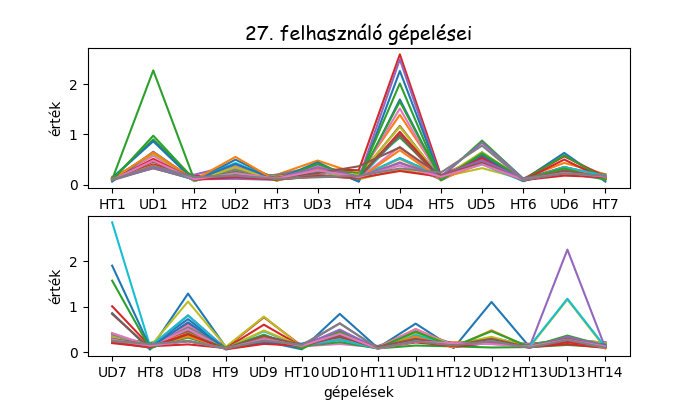 27. felhasználó gépelései
érték
2
1
0
HT1 UD1 HT2 UD2 HT3 UD3 HT4 UD4 HT5 UD5 HT6 UD6 HT7
érték
2
1
0
UD7 HT8 UD8 HT9 UD9 HT10 UD10 HT11 UD11 HT12 UD12 HT13 UD13 HT14
gépelések